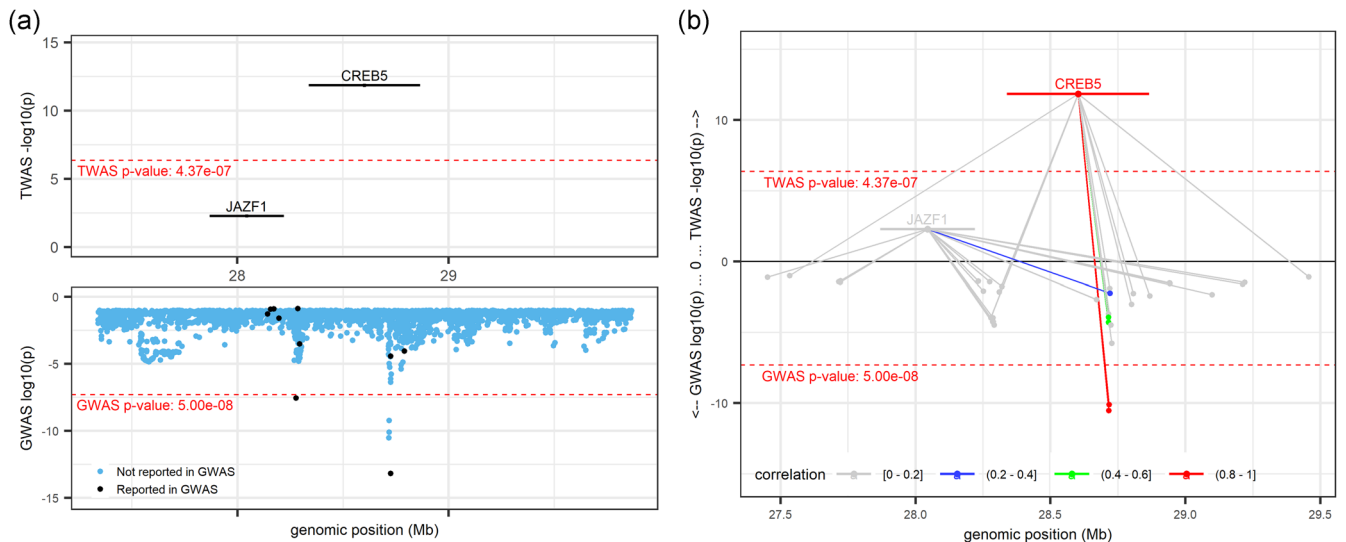 (a)
15
10
5
0
TWAS -log10(p)
CREB5
TWAS p-value: 4.37e-07
JAZF1
28
29
0
-5
-10
-15
GWAS log10(p)
GWAS p-value: 5.00e-08
Not reported in GWAS
Reported in GWAS
28
29
genomic position (Mb)
(b)
10
0
-10
<-- GWAS log10(p) ... 0 ... TWAS -log10(p) -->
CREB5
TWAS p-value: 4.37e-07
JAZF1
GWAS p-value: 5.00e-08
correlation
[0 - 0.2]
(0.2 - 0.4]
(0.4 - 0.6]
(0.8 - 1]
27.5
28.0
28.5
29.0
29.5
genomic position (Mb)